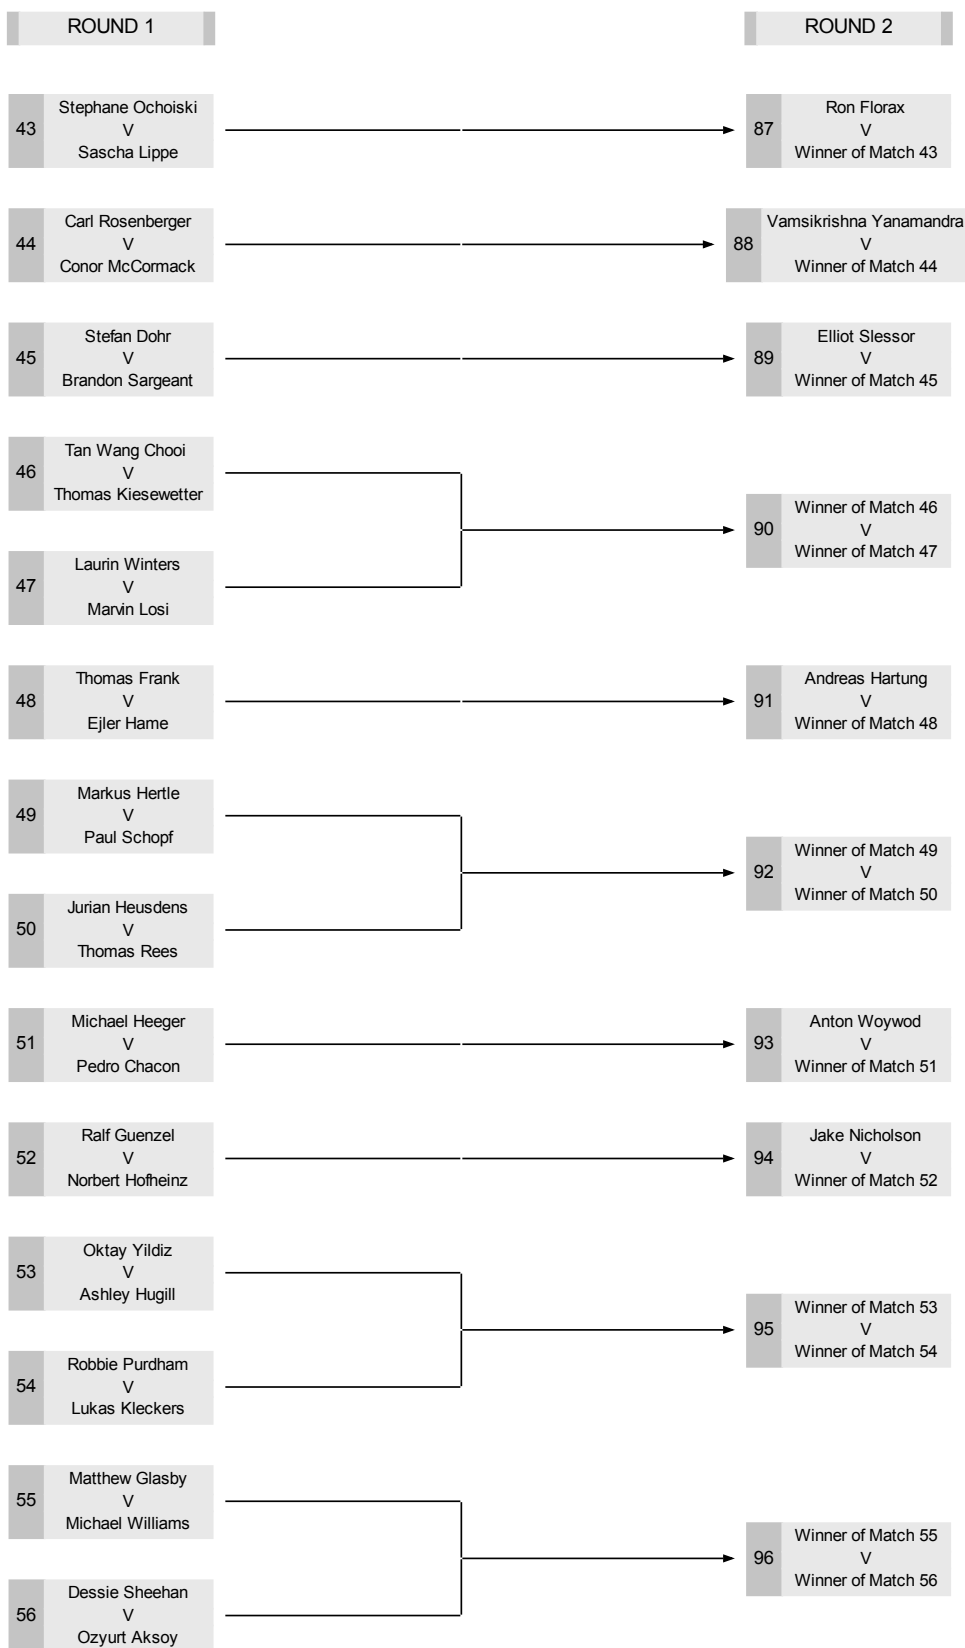 ROUND 1
ROUND 2
43
Stephane Ochoiski
V
Sascha Lippe
87
Ron Florax
V
Winner of Match 43
44
Carl Rosenberger
V
Conor McCormack
88
Vamsikrishna Yanamandra
V
Winner of Match 44
45
Stefan Dohr
V
Brandon Sargeant
89
Elliot Slessor
V
Winner of Match 45
46
Tan Wang Chooi
V
Thomas Kiesewetter
47
Laurin Winters
V
Marvin Losi
90
Winner of Match 46
V
Winner of Match 47
48
Thomas Frank
V
Ejler Hame
91
Andreas Hartung
V
Winner of Match 48
49
Markus Hertle
V
Paul Schopf
50
Jurian Heusdens
V
Thomas Rees
92
Winner of Match 49
V
Winner of Match 50
51
Michael Heeger
V
Pedro Chacon
93
Anton Woywod
V
Winner of Match 51
52
Ralf Guenzel
V
Norbert Hofheinz
94
Jake Nicholson
V
Winner of Match 52
53
Oktay Yildiz
V
Ashley Hugill
54
Robbie Purdham
V
Lukas Kleckers
95
Winner of Match 53
V
Winner of Match 54
55
Matthew Glasby
V
Michael Williams
56
Dessie Sheehan
V
Ozyurt Aksoy
96
Winner of Match 55
V
Winner of Match 56